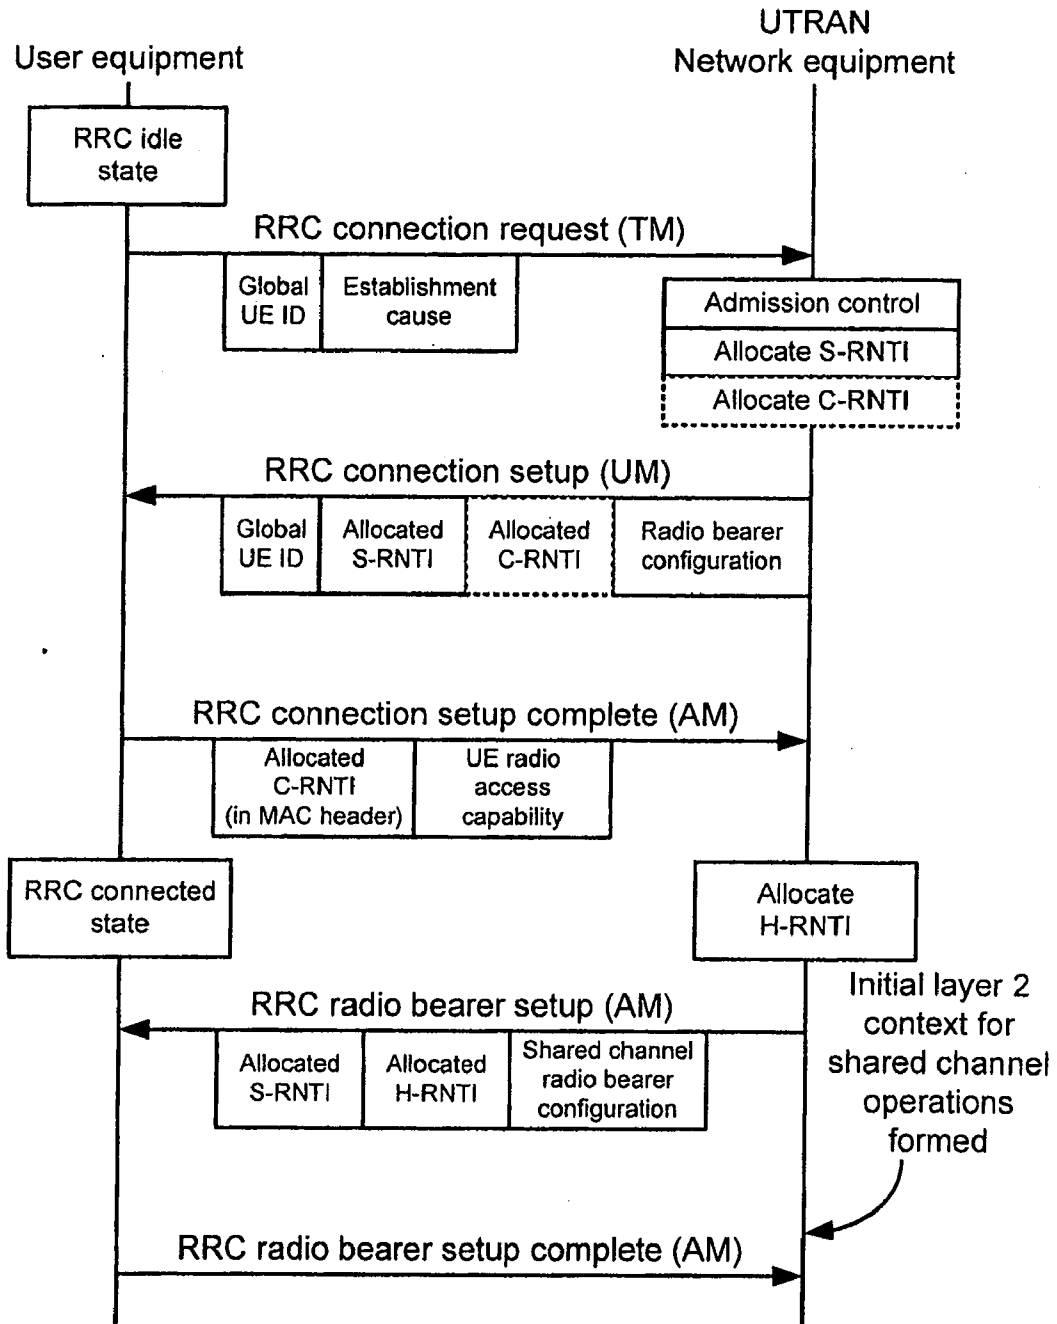 User equipment
UTRAN
Network equipment
RRC idle
state
RRC connection request (TM)
Global
UE ID
Establishment
cause
Admission control
Allocate S-RNTI
Allocate C-RNTI
RRC connection setup (UM)
Global
UE ID
Allocated
S-RNTI
Allocated
C-RNTI
Radio bearer
configuration
RRC connection setup complete (AM)
Allocated
C-RNTI
(in MAC header)
UE radio
access
capability
RRC connected
state
Allocate
H-RNTI
RRC radio bearer setup (AM)
Allocated
S-RNTI
Allocated
H-RNTI
Shared channel
radio bearer
configuration
Initial layer 2
context for
shared channel
operations
formed
RRC radio bearer setup complete (AM)